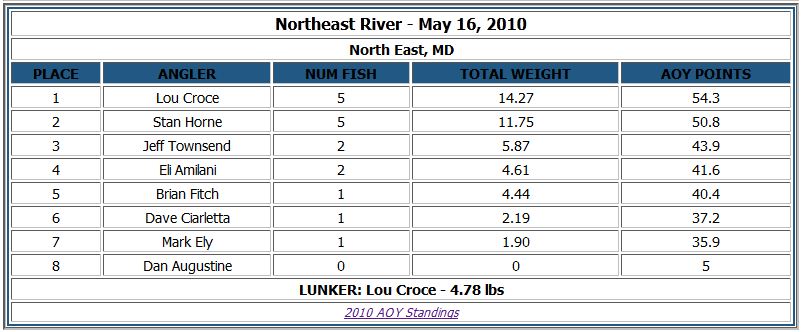 Northeast River - May 16, 2010
North East, MD
PLACE ANGLER NUM FISH TOTAL WEIGHT AOY POINTS
1 Lou Croce 5 14.27 54.3
2 Stan Horne 5 11.75 50.8
3 Jeff Townsend 2 5.87 43.9
4 Eli Amilani 2 4.61 41.6
5 Brian Fitch 1 4.44 40.4
6 Dave Ciarletta 1 2.19 37.2
7 Mark Ely 1 1.90 35.9
8 Dan Augustine 0 0 5
LUNKER: Lou Croce - 4.78 lbs
2010 AOY Standings